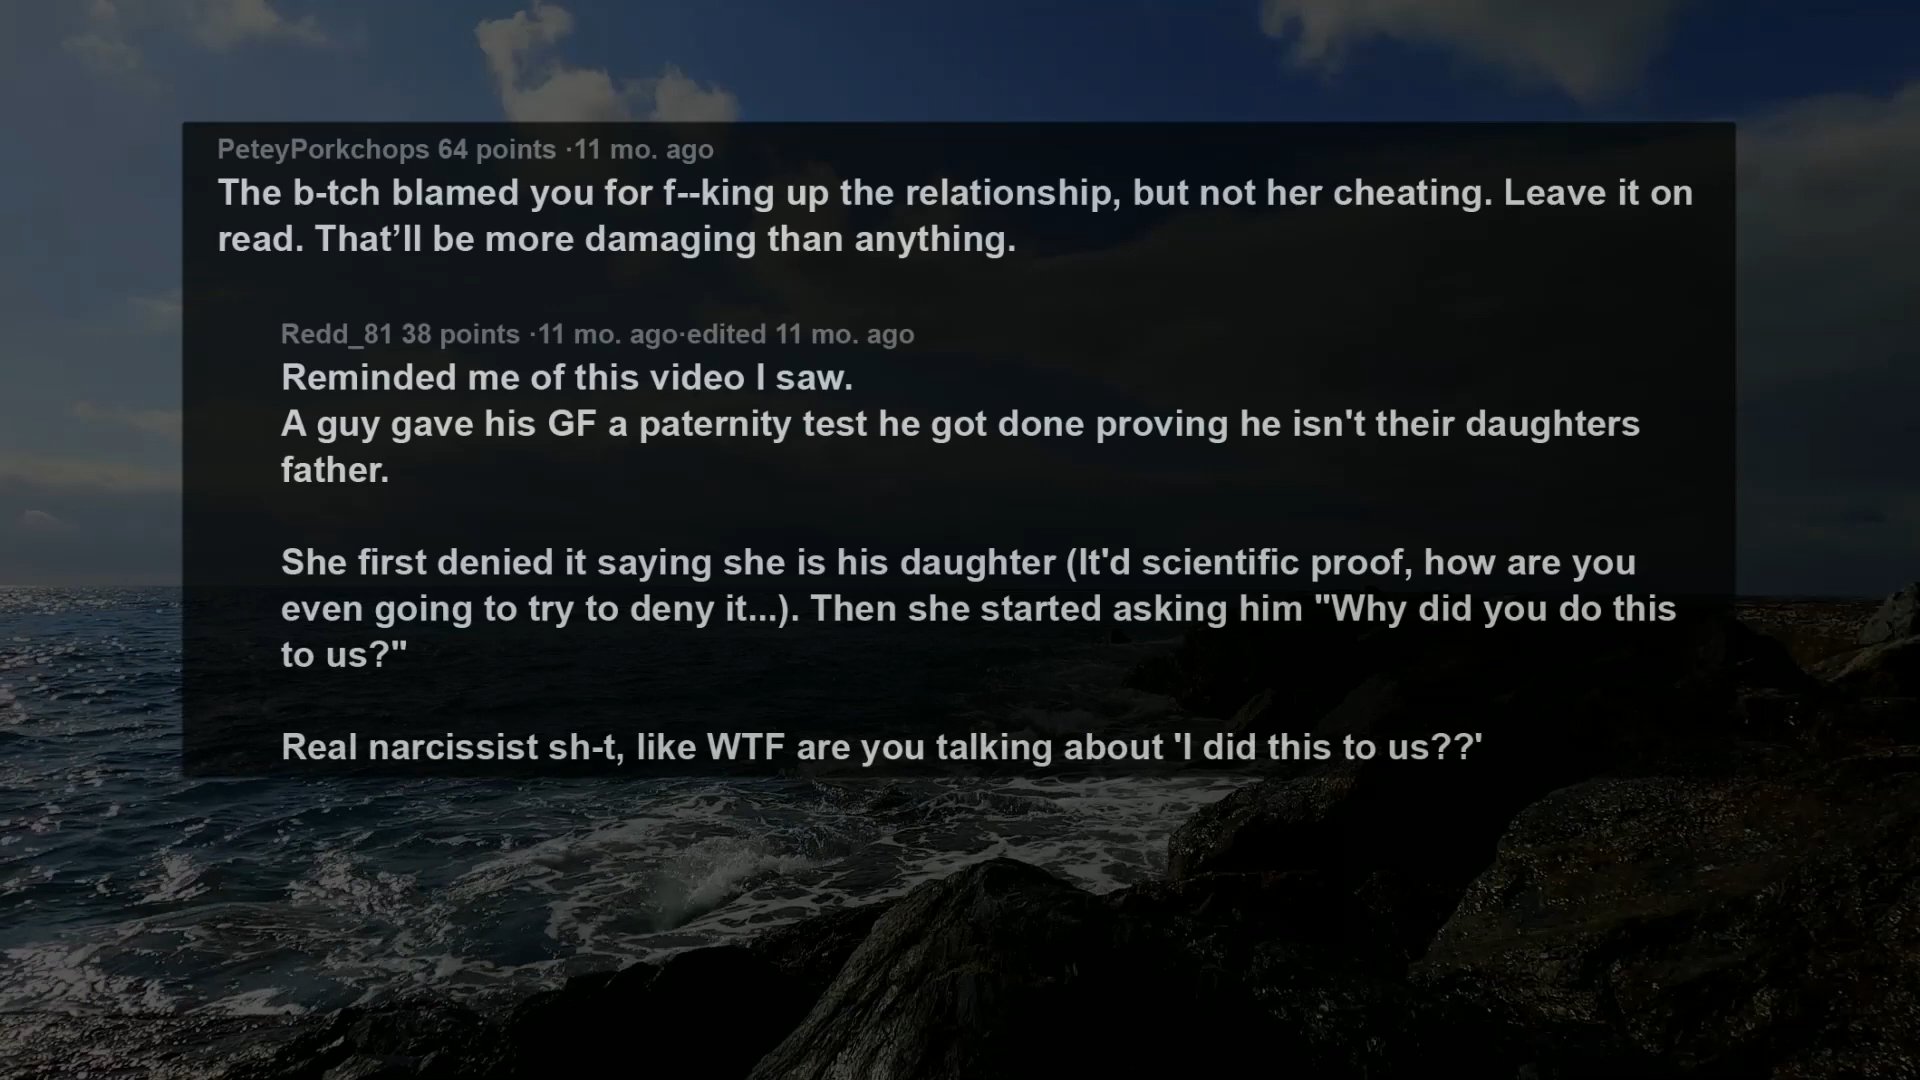 PeteyPorkchops 64 points ·11 mo. ago
The b-tch blamed you for f--king up the relationship, but not her cheating. Leave it on
read. That’ll be more damaging than anything.
Redd_81 38 points ·11 mo. ago·edited 11 mo. ago
Reminded me of this video I saw.
A guy gave his GF a paternity test he got done proving he isn't their daughters
father.
She first denied it saying she is his daughter (It'd scientific proof, how are you
even going to try to deny it...). Then she started asking him "Why did you do this
to us?"
Real narcissist sh-t, like WTF are you talking about 'I did this to us??'